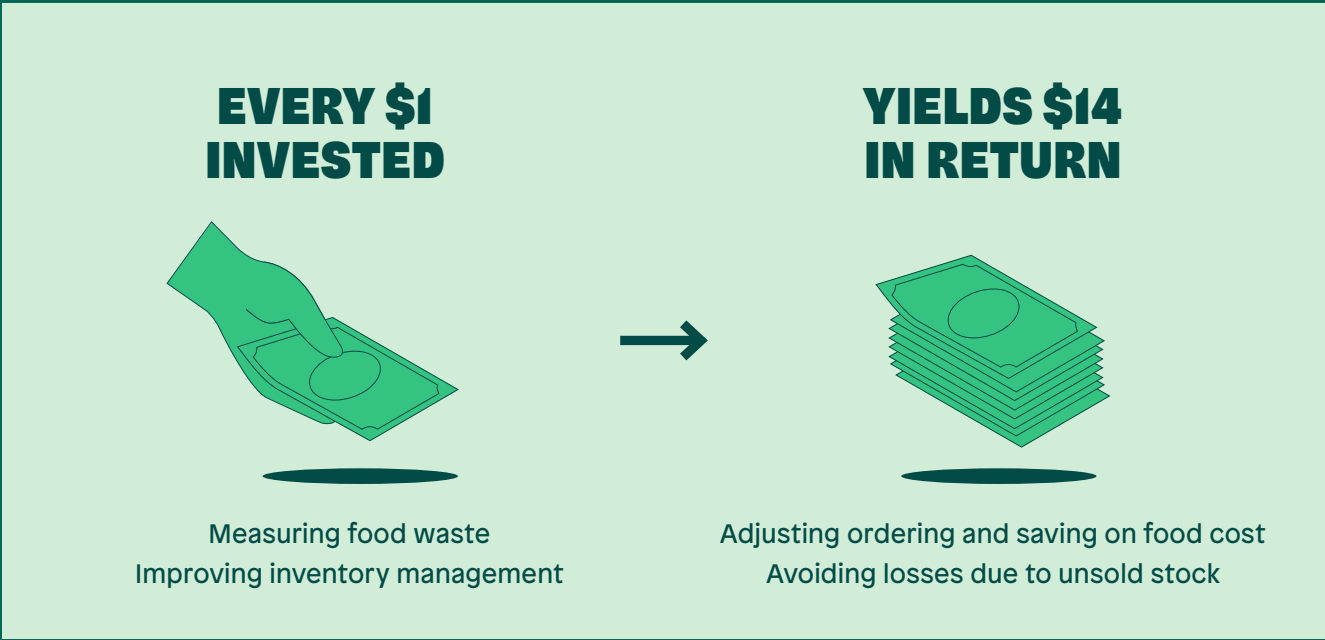 EVERY $1
INVESTED
YIELDS $14
IN RETURN
Measuring food waste
Improving inventory management
Adjusting ordering and saving on food cost
Avoiding losses due to unsold stock